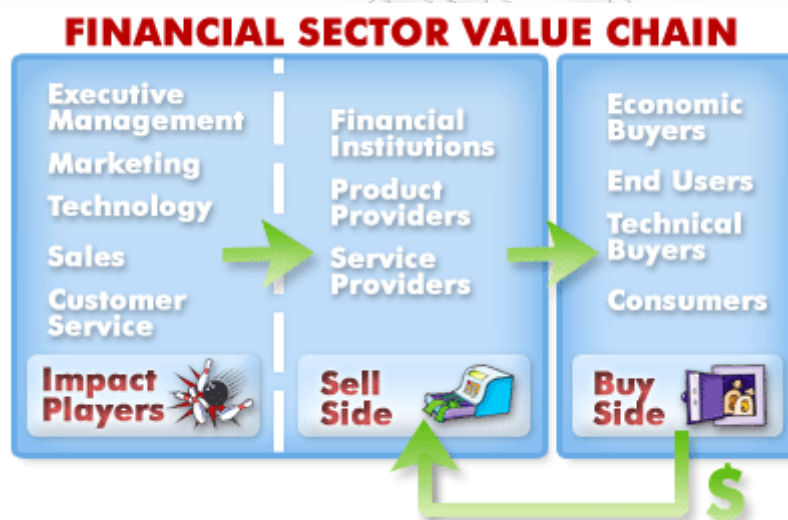 FINANCIAL SECTOR VALUE CHAIN
Executive
Management
Marketing
Technology
Sales
Customer
Service
Impact
Players
Financial
Institutions
Product
Providers
Service
Providers
Sell
Side
Economic
Buyers
End Users
Technical
Buyers
Consumers
Buy
Side
$